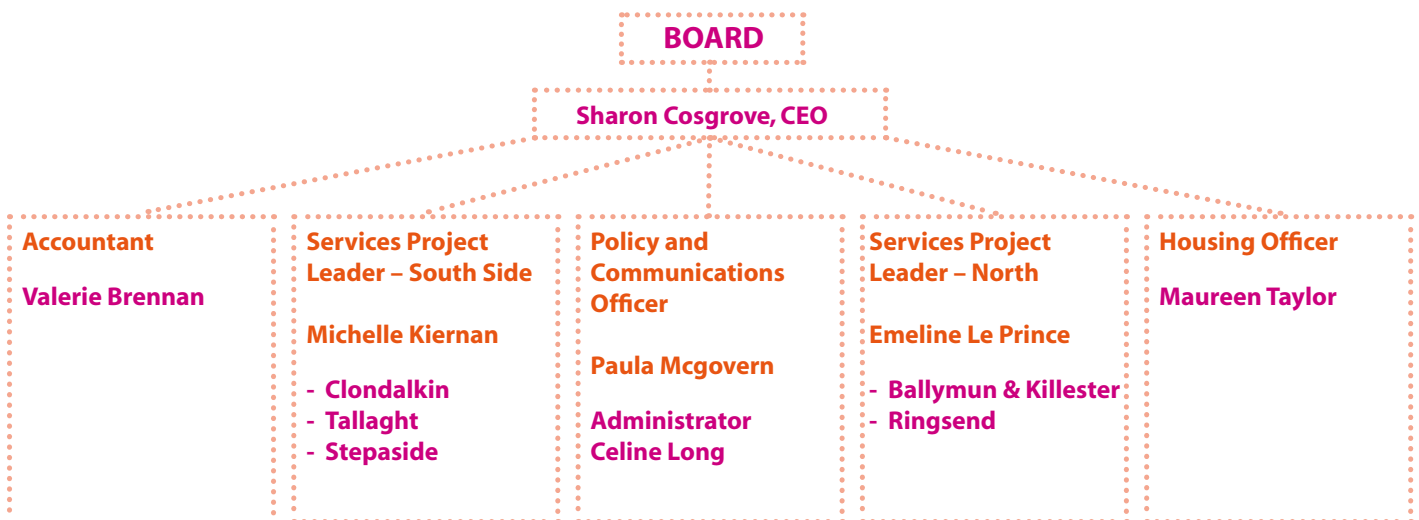 BOARD
Sharon Cosgrove, CEO
Accountant
Valerie Brennan
Services Project
Leader – South Side
Michelle Kiernan
- Clondalkin
- Tallaght
- Stepaside
Policy and
Communications
Officer
Paula Mcgovern
Administrator
Celine Long
Services Project
Leader – North
Emeline Le Prince
- Ballymun & Killester
- Ringsend
Housing Officer
Maureen Taylor